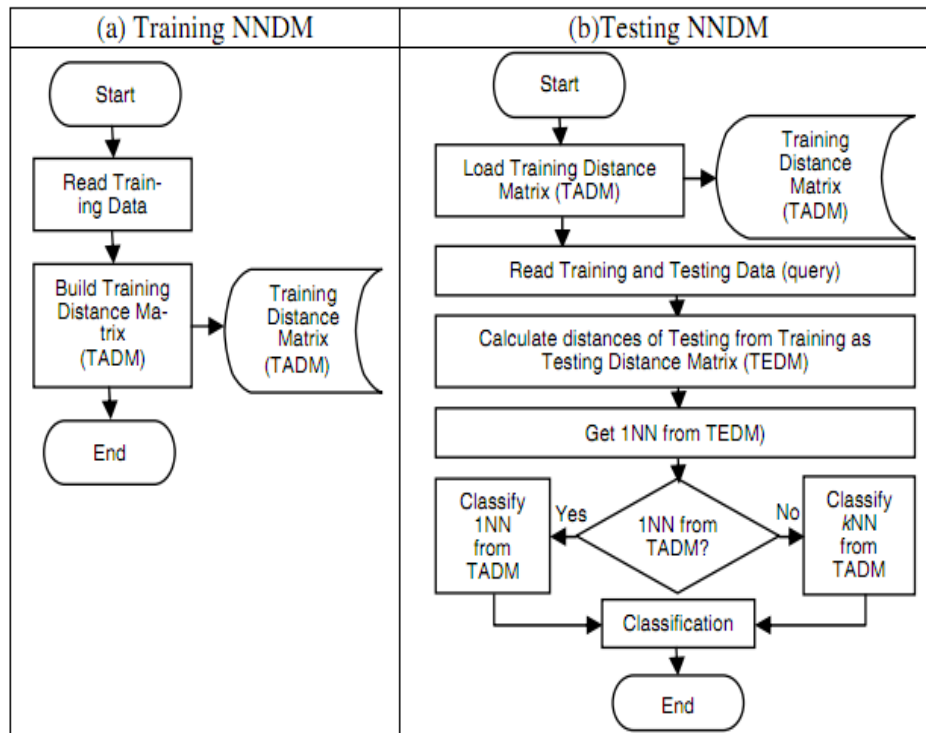 (a) Training NNDM
Start
Read Train-
ing Data
Build Training
Distance Ma-
trix
(TADM)
Training
Distance
Matrix
(TADM)
End
(b)Testing NNDM
Start
Load Training Distance
Matrix (TADM)
Training
Distance
Matrix
(TADM)
Read Training and Testing Data (query)
Calculate distances of Testing from Training as
Testing Distance Matrix (TEDM)
Get 1NN from TEDM)
1NN from
TADM?
Yes
Classify
1NN
from
TADM
No
Classify
kNN
from
TADM
Classification
End